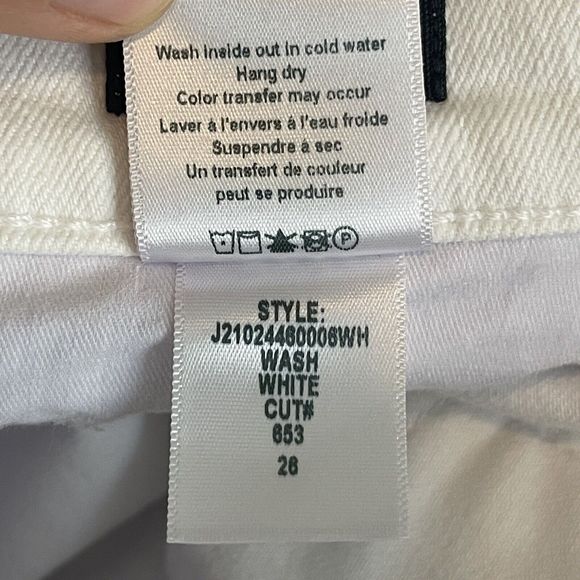 Wash inside out in cold water
Hang dry
Color transfer may occur
Laver à l'envers à l'eau froide
Suspendre à sec
Un transfert de couleur
peut se produire
P
STYLE:
J21024460006WH
WASH
WHITE
CUT#
653
26